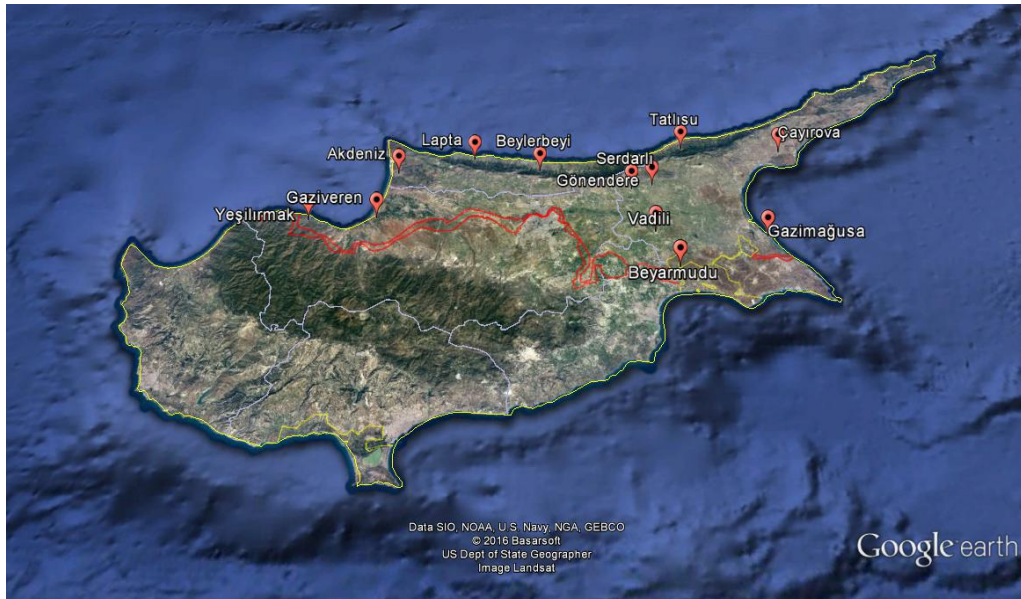 Tatlısu
Çayırova
Lapta
Beylerbeyi
Akdeniz
Serdarlı
Gönendere
Gaziveren
Yeşilırmak
Vadili
Gazimağusa
Beyarmudu
Data SIO, NOAA, U.S. Navy, NGA, GEBCO
© 2016 Basarsoft
US Dept of State Geographer
Image Landsat
Google earth